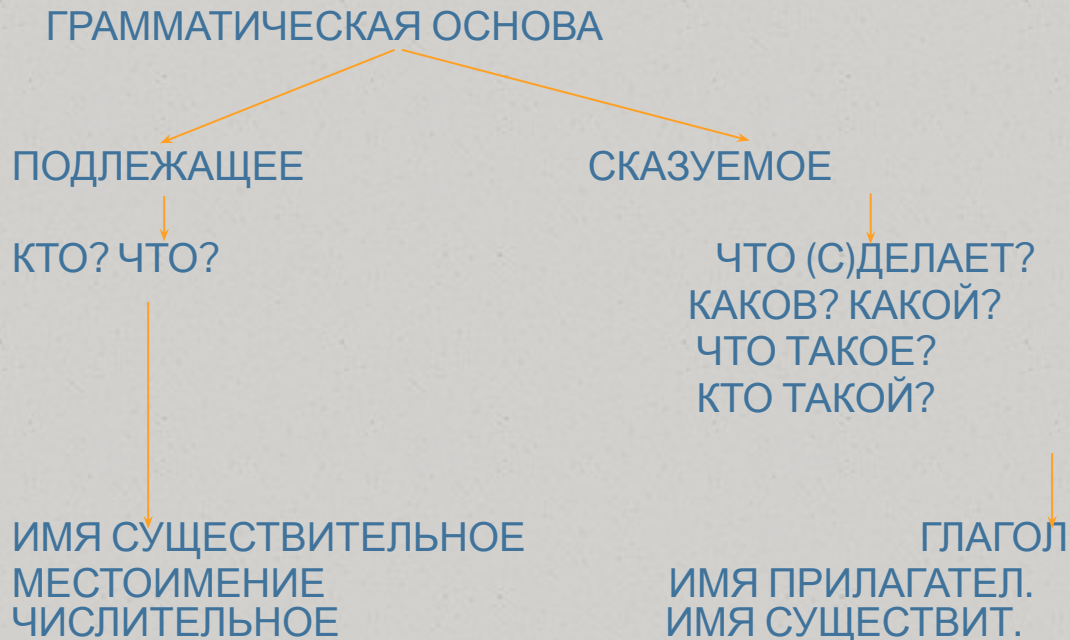 ГРАММАТИЧЕСКАЯ ОСНОВА
ПОДЛЕЖАЩЕЕ
СКАЗУЕМОЕ
КТО? ЧТО?
ЧТО (С)ДЕЛАЕТ?
КАКОВ? КАКОЙ?
ЧТО ТАКОЕ?
КТО ТАКОЙ?
ИМЯ СУЩЕСТВИТЕЛЬНОЕ
МЕСТОИМЕНИЕ
ЧИСЛИТЕЛЬНОЕ
ГЛАГОЛ
ИМЯ ПРИЛАГАТЕЛ.
ИМЯ СУЩЕСТВИТ.